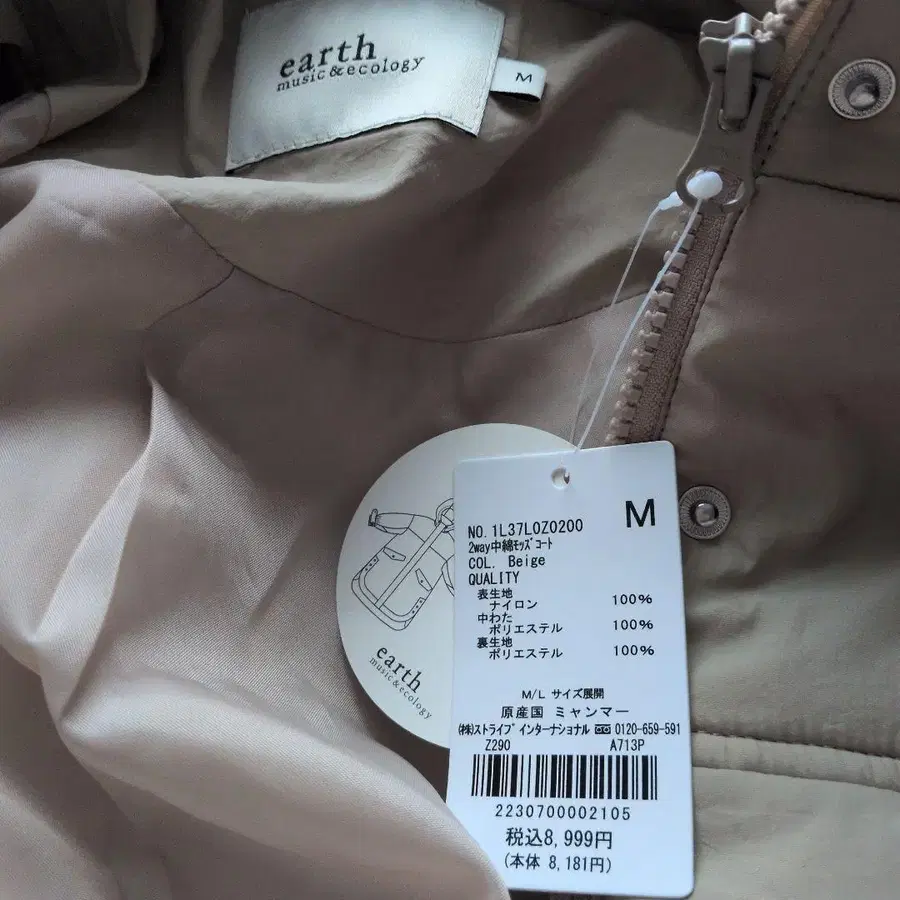 earth
music&ecology
M
M
NO. 1L37L0Z0200
2way中綿ﾓｯｽﾞｺｰﾄ
COL. Beige
QUALITY
表生地
ナイロン 100%
中わた
ポリエステル 100%
裏生地
ポリエステル 100%
M/L サイズ展開
原産国 ミャンマー
㈱ストライプインターナショナル 0120-659-591
Z290 A713P
2230700002105
税込8,999円
(本体 8,181円)
earth
music&ecology